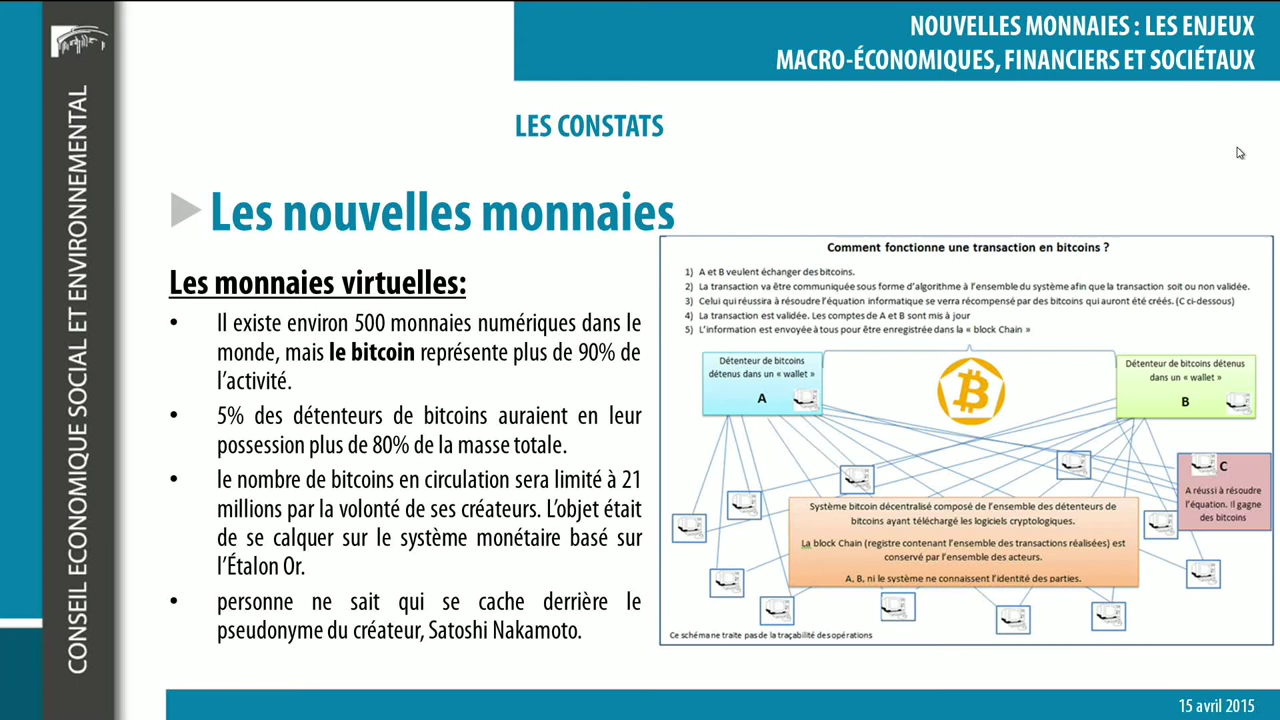 NOUVELLES MONNAIES : LES ENJEUX
MACRO-ÉCONOMIQUES, FINANCIERS ET SOCIÉTAUX
CONSEIL ECONOMIQUE SOCIAL ET ENVIRONNEMENTAL
LES CONSTATS
Les nouvelles monnaies
Les monnaies virtuelles:
• Il existe environ 500 monnaies numériques dans le
monde, mais le bitcoin représente plus de 90% de
l'activité.
• 5% des détenteurs de bitcoins auraient en leur
possession plus de 80% de la masse totale.
• le nombre de bitcoins en circulation sera limité à 21
millions par la volonté de ses créateurs. L'objet était
de se calquer sur le système monétaire basé sur
l'Étalon Or.
• personne ne sait qui se cache derrière le
pseudonyme du créateur, Satoshi Nakamoto.
Comment fonctionne une transaction en bitcoins ?
1) A et B veulent échanger des bitcoins.
2) La transaction va être communiquée sous forme d'algorithme à l'ensemble du système afin que la transaction soit ou non validée.
3) Celui qui réussira à résoudre l'équation informatique se verra récompensé par des bitcoins qui auront été créés. (C ci-dessous)
4) La transaction est validée. Les comptes de A et B sont mis à jour
5) L'information est envoyée à tous pour être enregistrée dans la « block Chain »
Détenteur de bitcoins
détenus dans un « wallet »
A
Détenteur de bitcoins détenus
dans un « wallet »
B
C
A réussi à résoudre
l'équation. Il gagne
des bitcoins
Système bitcoin décentralisé composé de l'ensemble des détenteurs de
bitcoins ayant téléchargé les logiciels cryptologiques.
La block Chain (registre contenant l'ensemble des transactions réalisées) est
conservé par l'ensemble des acteurs.
A, B, ni le système ne connaissent l'identité des parties.
Ce schéma ne traite pas de la traçabilité des opérations
15 avril 2015